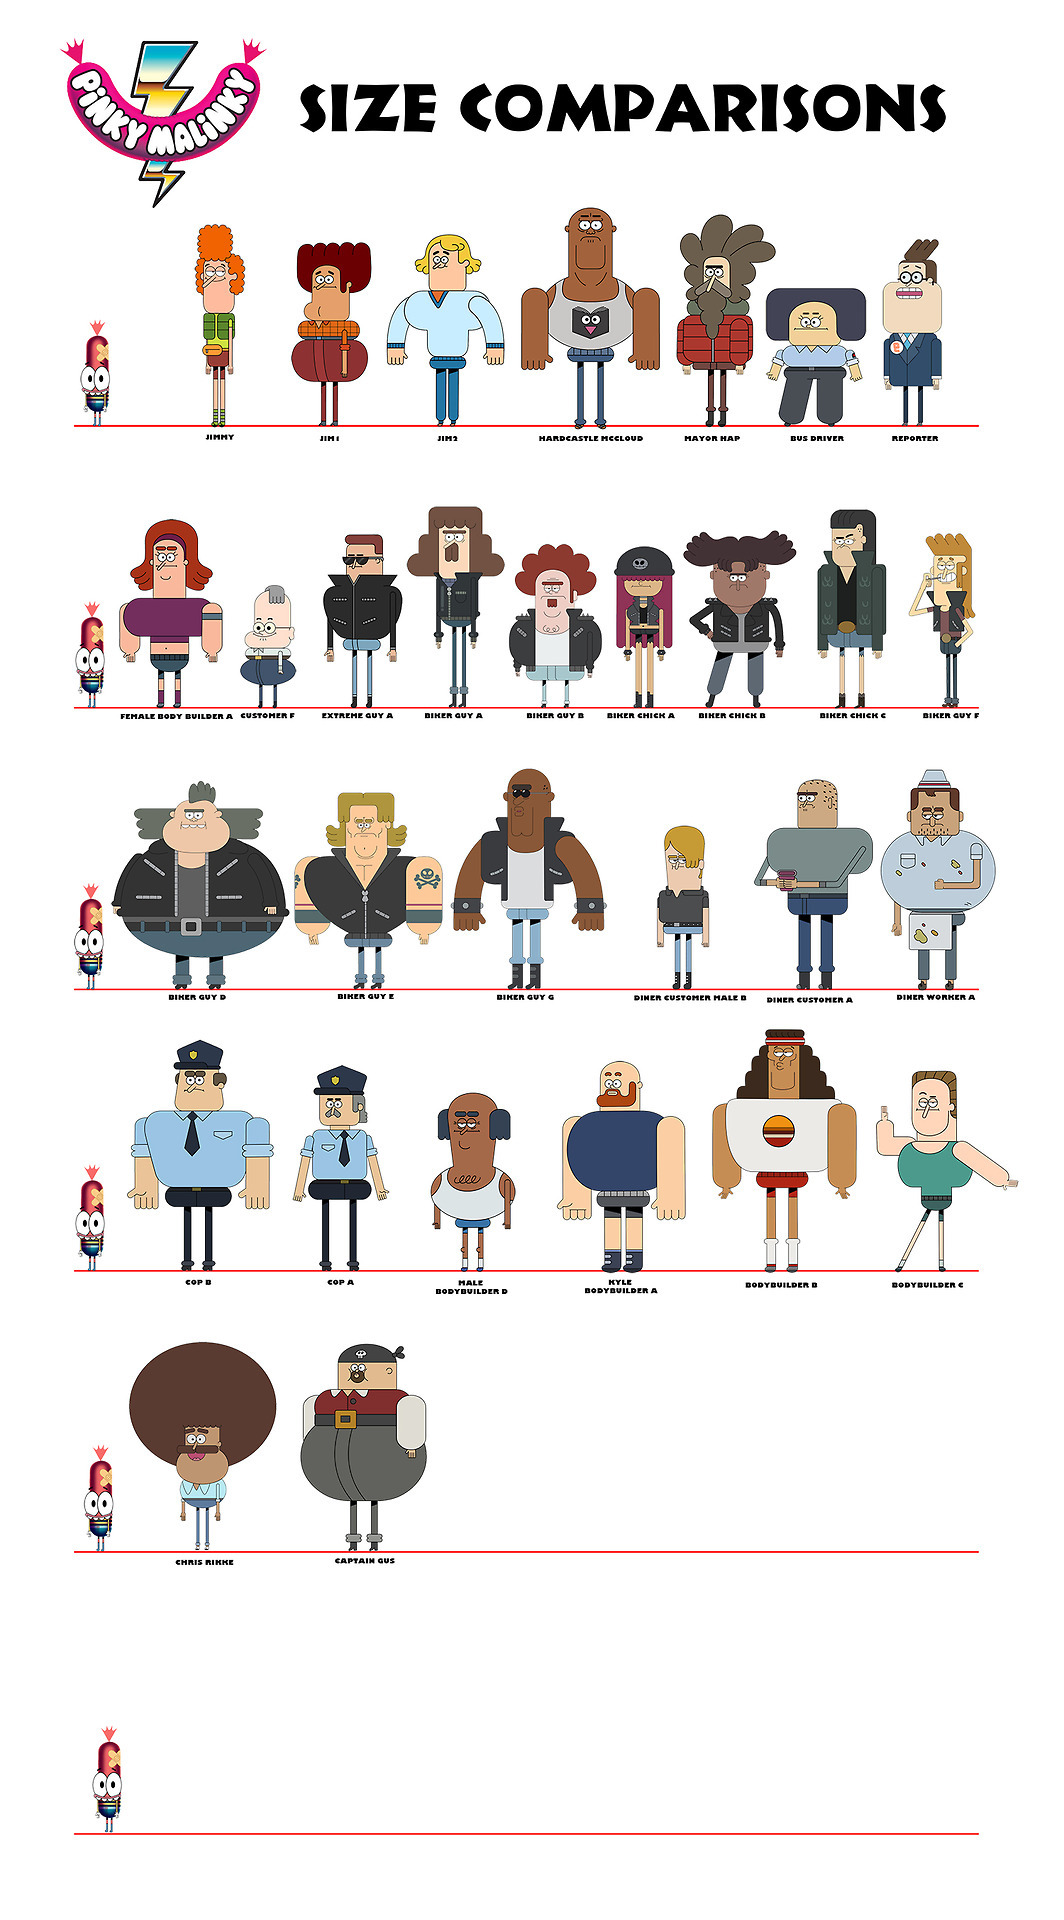 PINKY MALINKY
SIZE COMPARISONS
JIMMY
JIM1
JIM2
HARDCASTLE MCCLOUD
MAYOR HAP
BUS DRIVER
REPORTER
FEMALE BODY BUILDER A
CUSTOMER F
EXTREME GUY A
BIKER GUY A
BIKER GUY B
BIKER CHICK A
BIKER CHICK B
BIKER CHICK C
BIKER GUY F
BIKER GUY D
BIKER GUY E
BIKER GUY G
DINER CUSTOMER MALE B
DINER CUSTOMER A
DINER WORKER A
COP B
COP A
MALE
BODYBUILDER D
KYLE
BODYBUILDER A
BODYBUILDER B
BODYBUILDER C
CHRIS RIKKE
CAPTAIN GUS